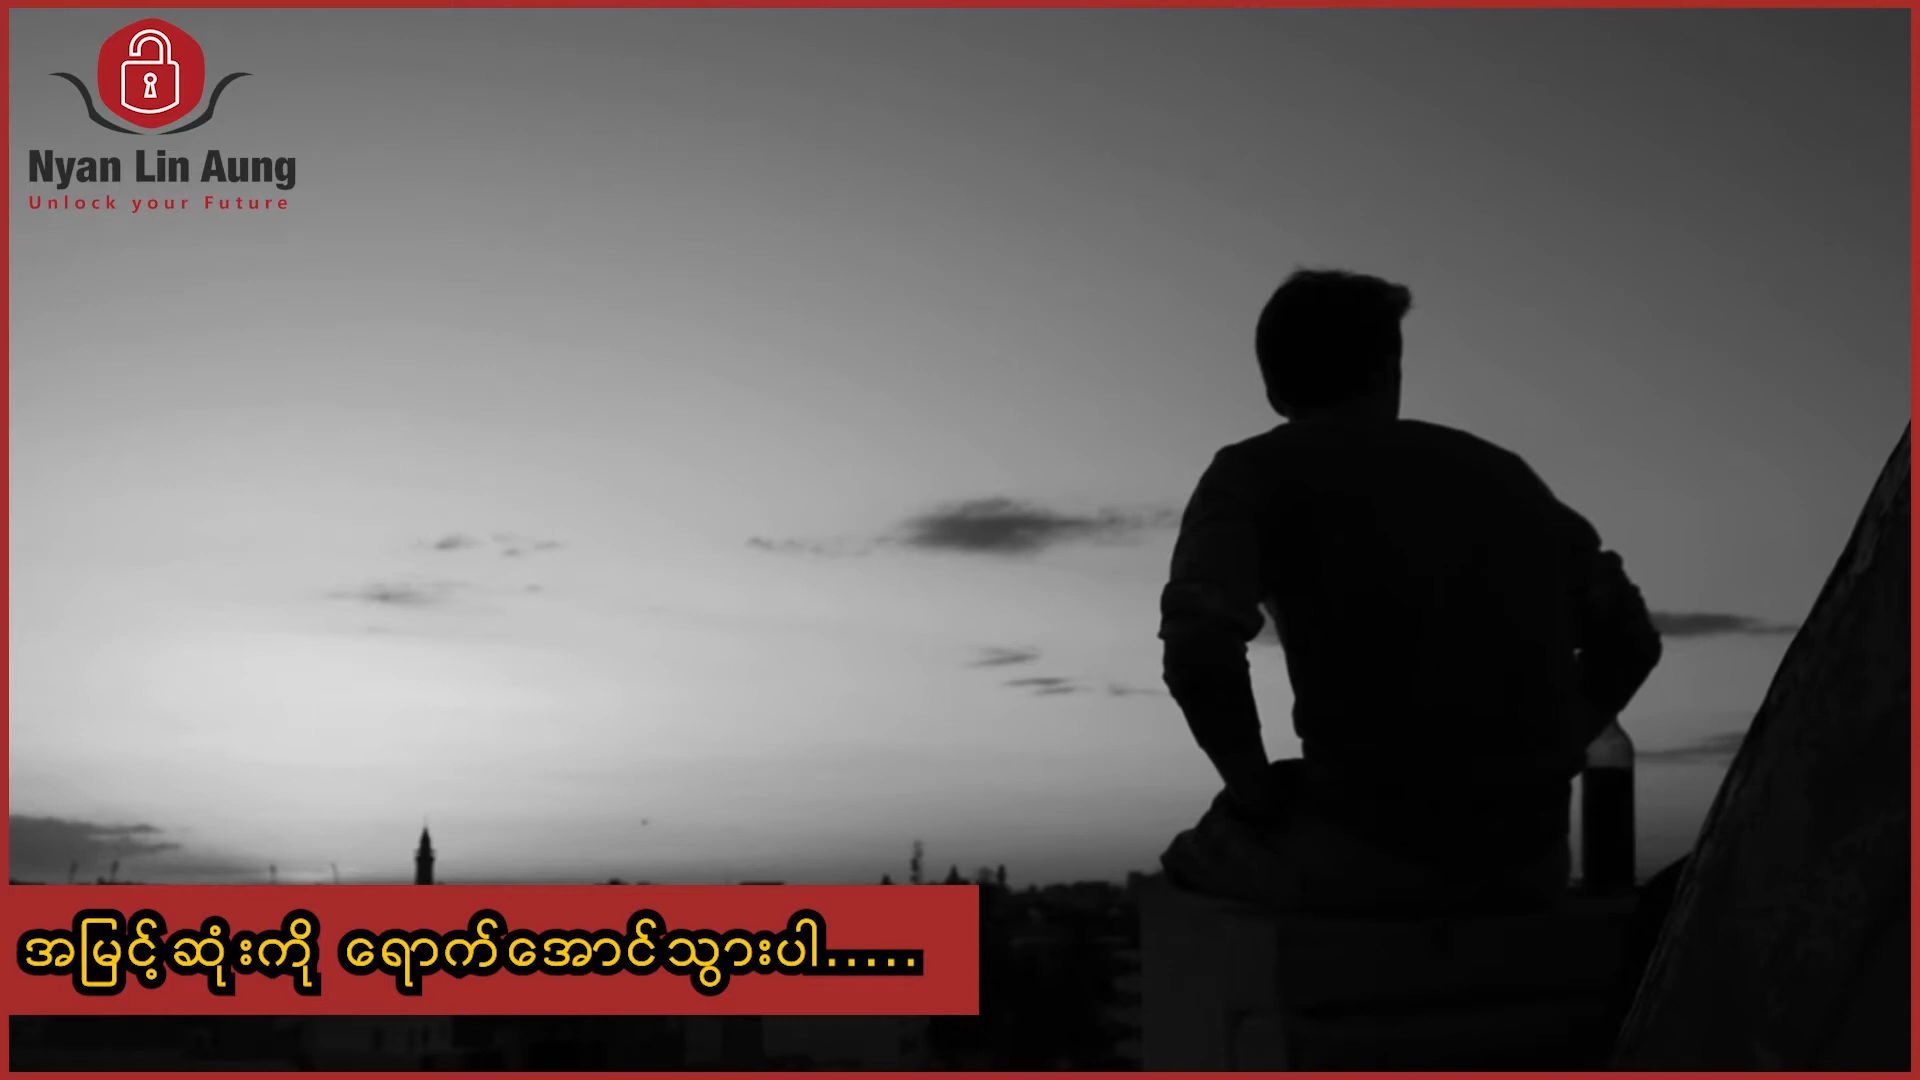 Nyan Lin Aung
Unlock your Future
အမြင့်ဆုံးကို ရောက်အောင်သွားပါ.....